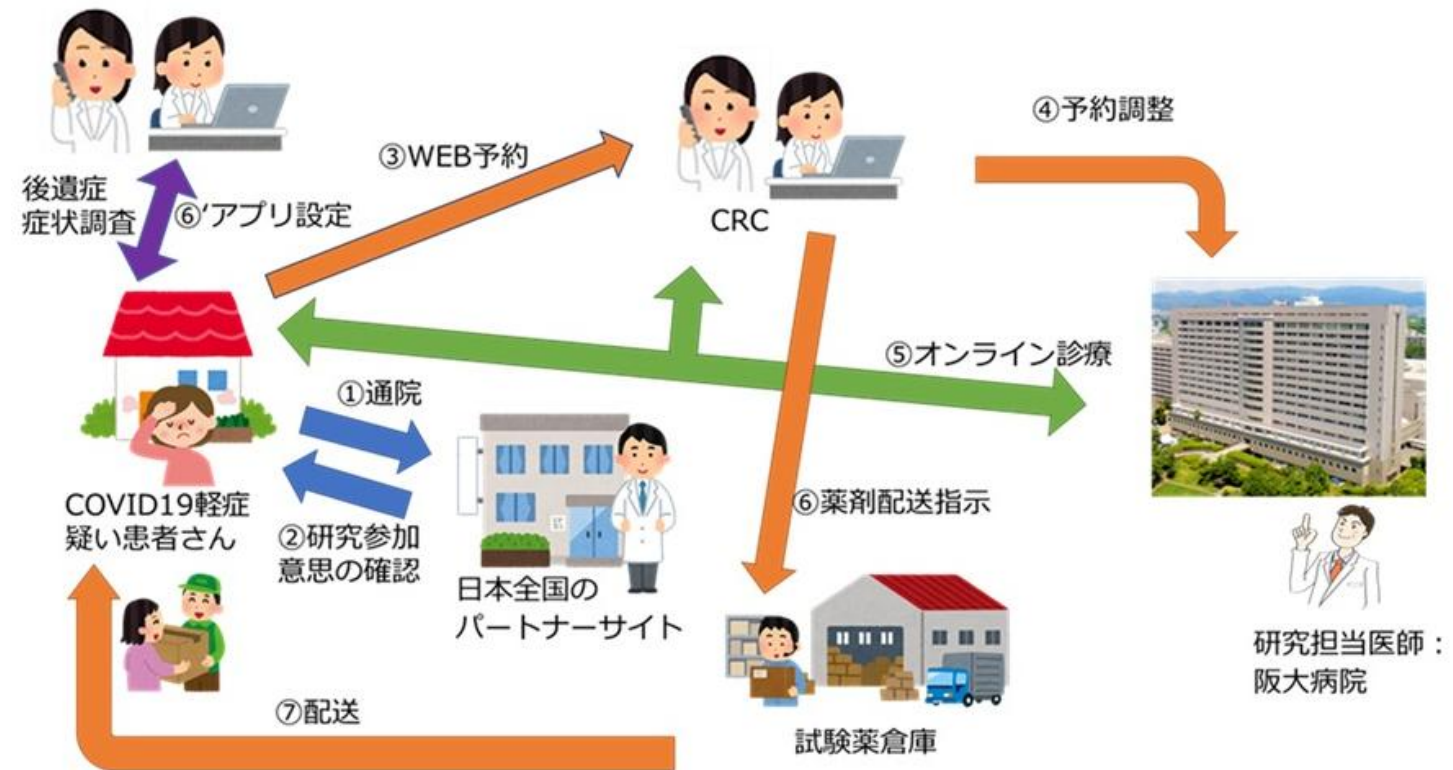 ④予約調整
③WEB予約
後遺症
症状調査
⑥‘アプリ設定
CRC
⑤オンライン診療
①通院
COVID19軽症
疑い患者さん
②研究参加
意思の確認
⑥薬剤配送指示
日本全国の
パートナーサイト
研究担当医師：
阪大病院
⑦配送
試験薬倉庫